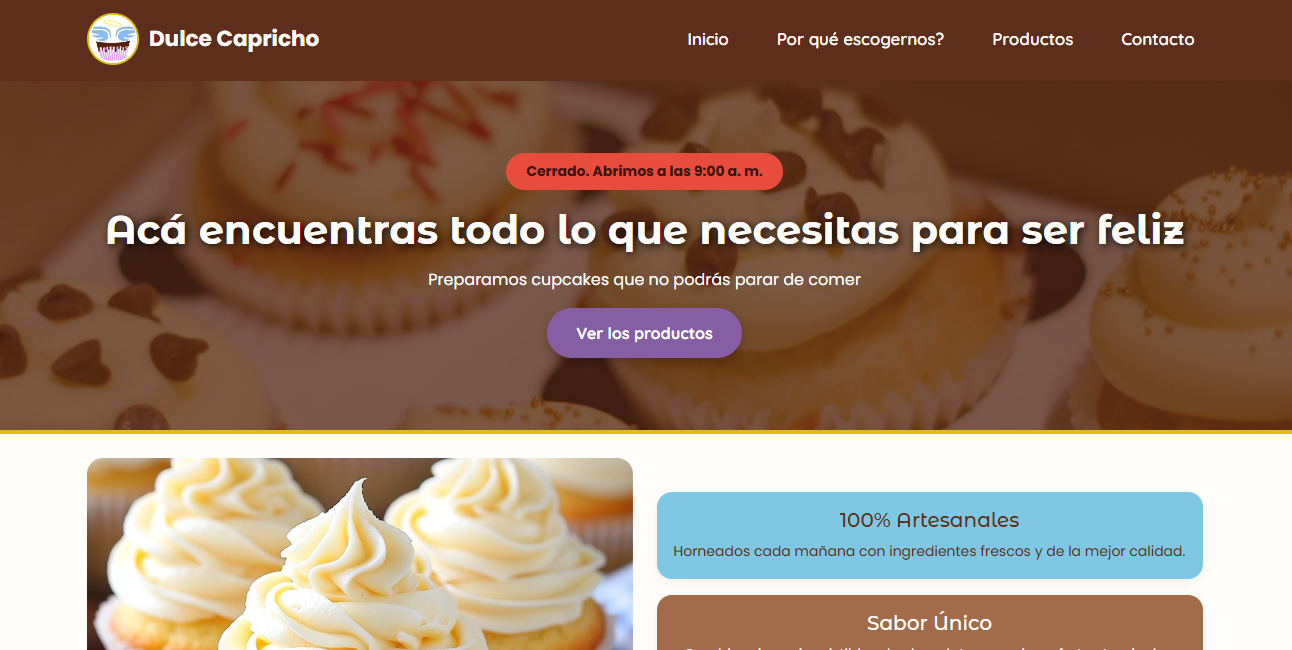 Dulce Capricho
Inicio
Por qué escogernos?
Productos
Contacto
Cerrado. Abrimos a las 9:00 a. m.
Acá encuentras todo lo que necesitas para ser feliz
Preparamos cupcakes que no podrás parar de comer
Ver los productos
100% Artesanales
Horneados cada mañana con ingredientes frescos y de la mejor calidad.
Sabor Único